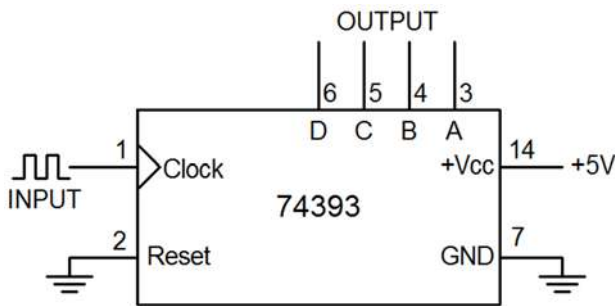 OUTPUT
6 5 4 3
D C B A
1 Clock +Vcc 14 +5V
INPUT
74393
2 Reset GND 7